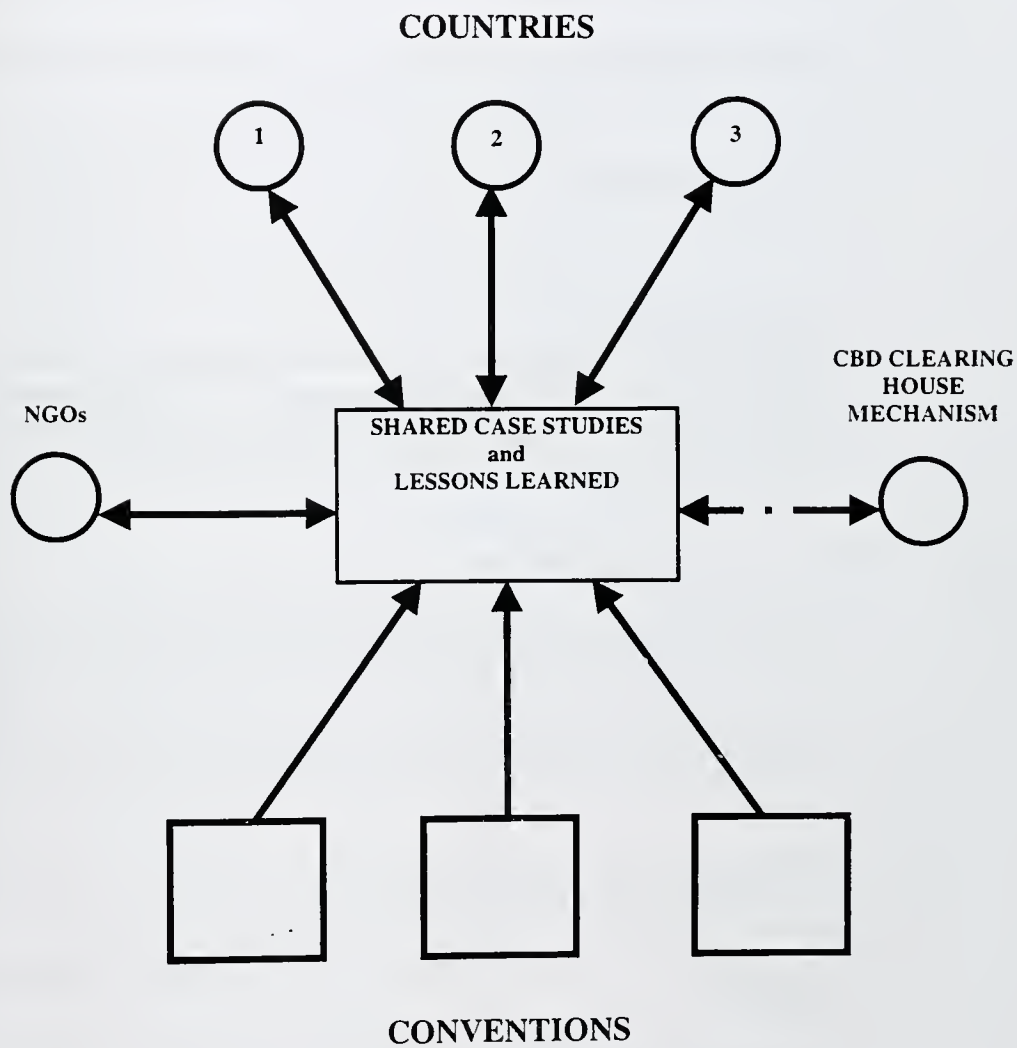 COUNTRIES
1
2
3
NGOs
CBD CLEARING
HOUSE
MECHANISM
SHARED CASE STUDIES
and
LESSONS LEARNED
CONVENTIONS